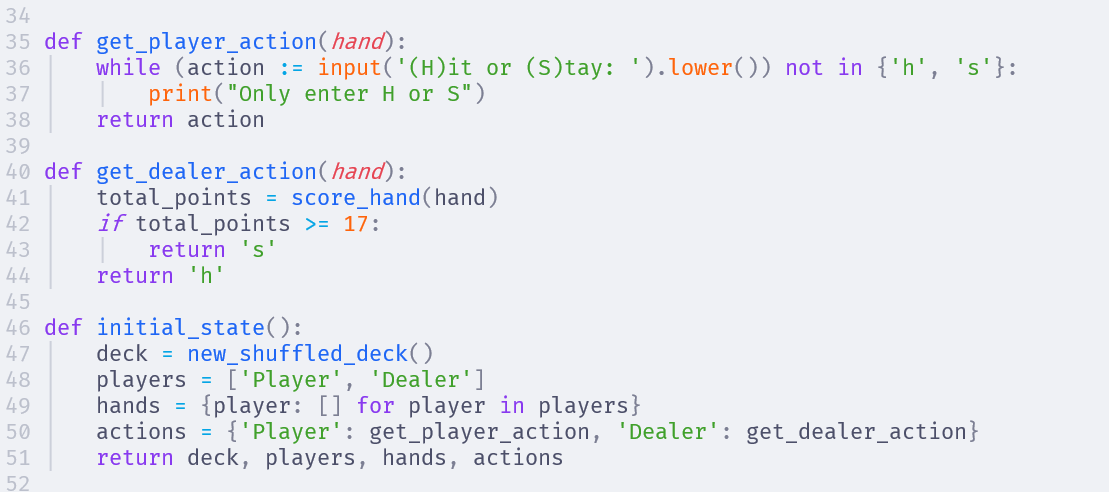 34
35 def get_player_action(hand):
36     while (action := input('(H)it or (S)tay: ').lower()) not in {'h', 's'}:
37         print("Only enter H or S")
38     return action
39
40 def get_dealer_action(hand):
41     total_points = score_hand(hand)
42     if total_points >= 17:
43         return 's'
44     return 'h'
45
46 def initial_state():
47     deck = new_shuffled_deck()
48     players = ['Player', 'Dealer']
49     hands = {player: [] for player in players}
50     actions = {'Player': get_player_action, 'Dealer': get_dealer_action}
51     return deck, players, hands, actions
52